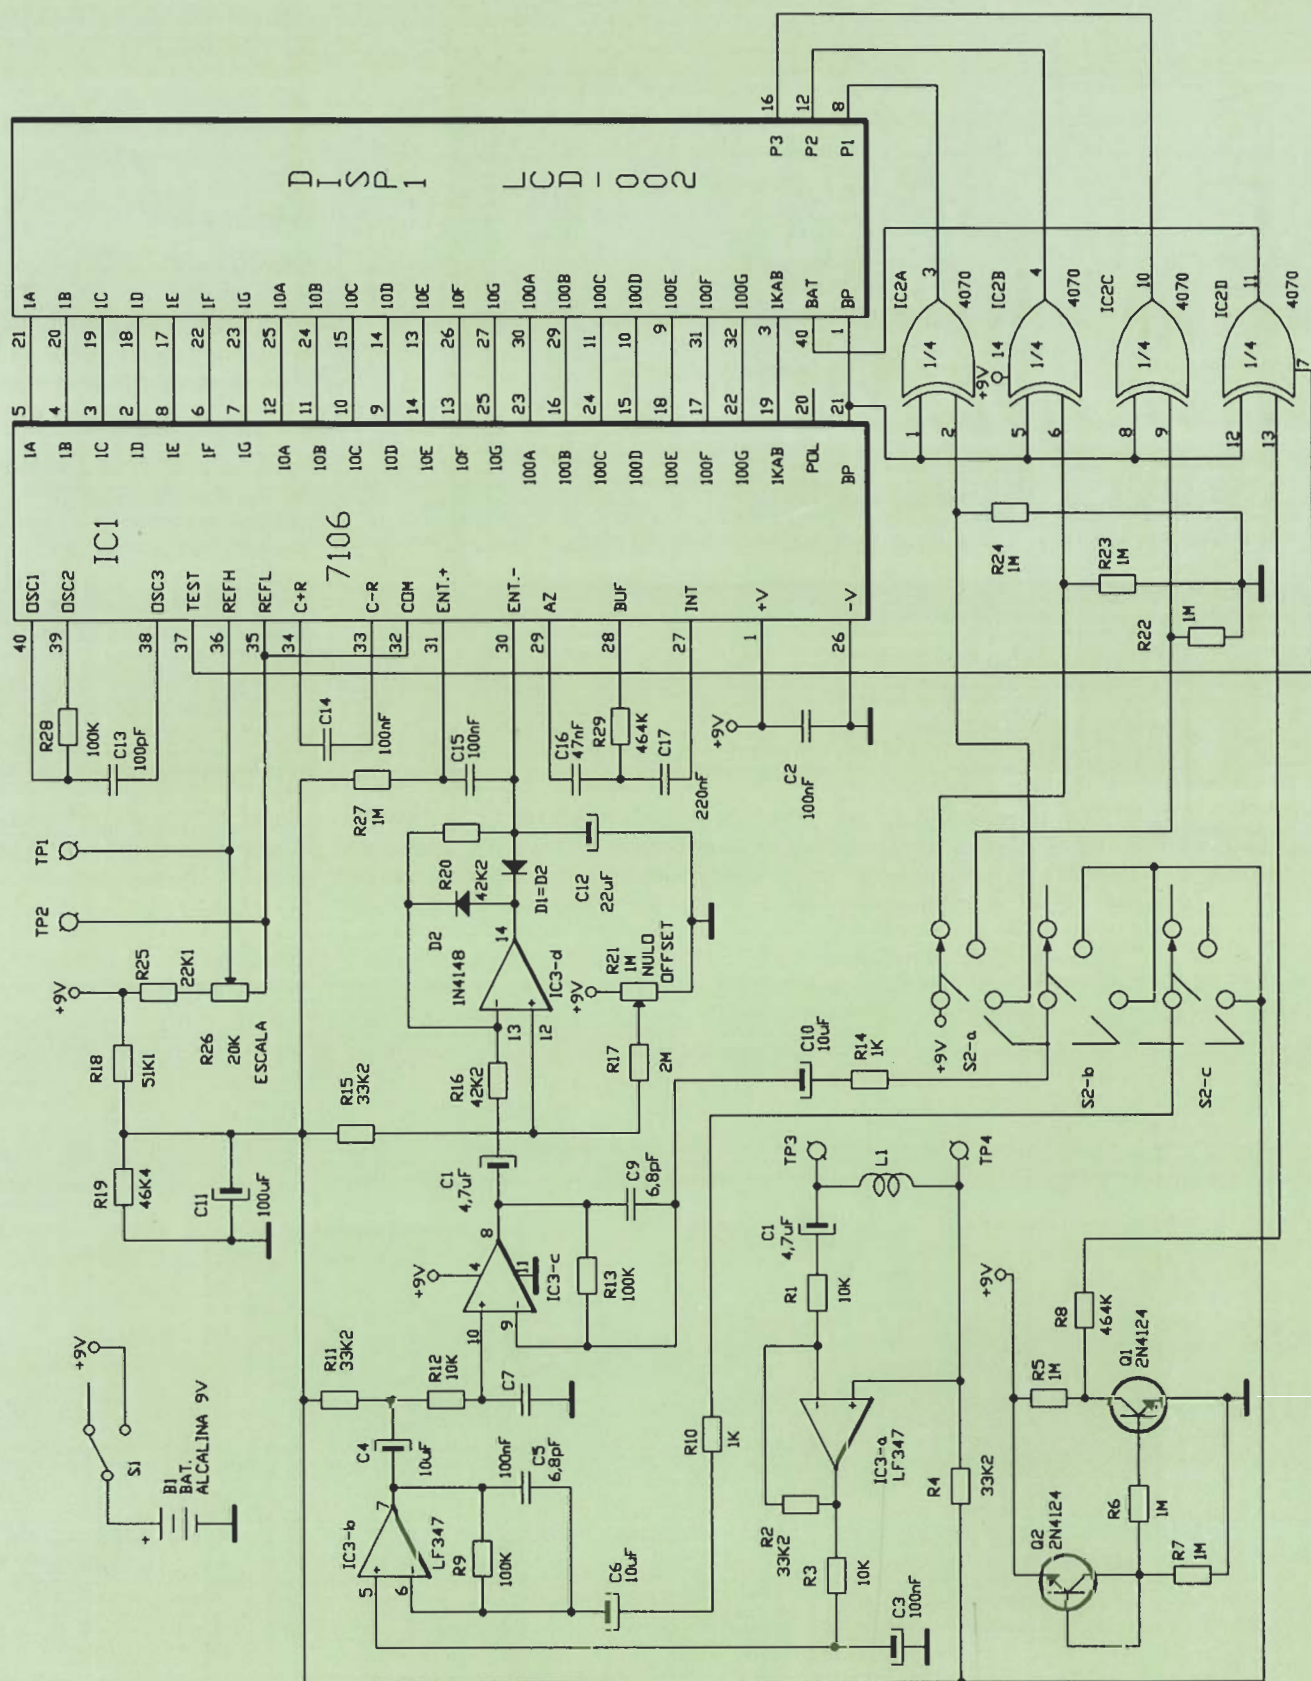 DISP1 LCD-002
P3 16
P2 12
P1 8
1A 21 5 1A
1B 20 4 1B
1C 19 3 1C
1D 18 2 1D
1E 17 8 1E
1F 22 6 1F
1G 23 7 1G
10A 25 12 10A
10B 24 11 10B
10C 15 10 10C
10D 14 9 10D
10E 13 14 10E
10F 26 13 10F
10G 27 25 10G
100A 30 23 100A
100B 29 16 100B
100C 11 24 100C
100D 10 15 100D
100E 9 18 100E
100F 31 17 100F
100G 32 22 100G
1KAB 3 19 1KAB
BAT 40 20 POL
BP 1 21 BP
IC1
7106
40 OSC1
39 OSC2
38 OSC3
37 TEST
36 REFH
35 REFL
34 C+R
33 C-R
32 COM
31 ENT.+
30 ENT.-
29 AZ
28 BUF
27 INT
1 +V
26 -V
IC2A 4070
1/4 1 2 3
IC2B 4070
1/4 5 6 4
+9V 14
IC2C 4070
1/4 8 9 10
IC2D 4070
1/4 12 13 11
7
R24 1M
R23 1M
R22 1M
R28 100K
C13 100pF
C14 100nF
R27 1M
C15 100nF
C16 47nF
R29 464K
C17 220nF
+9V
C2 100nF
TP1
TP2
+9V
R25 22K1
R26 20K
ESCALA
R18 51K1
R19 46K4
C11 100uF
R15 33K2
R16 42K2
R20 42K2
D2
D1=D2
1N4148
14
13
12
IC3-d
C12 22uF
+9V
R21 1M
NULO OFFSET
R17 2M
C1 4,7uF
8
+9V
4
11
10
9
IC3-c
R13 100K
C9 6,8pF
C10 10uF
R14 1K
+9V
S2-a
S2-b
S2-c
R11 33K2
R12 10K
C7 100nF
C4 10uF
IC3-b
LF347
7
5
6
R9 100K
C5 6,8pF
C6 10uF
R10 1K
TP3
TP4
L1
C1 4,7uF
R1 10K
IC3-a
LF347
R2 33K2
R3 10K
R4 33K2
C3 100nF
+9V
R8 464K
R5 1M
Q1 2N4124
Q2 2N4124
R6 1M
R7 1M
+9V
S1
B1
BAT.
ALCALINA 9V